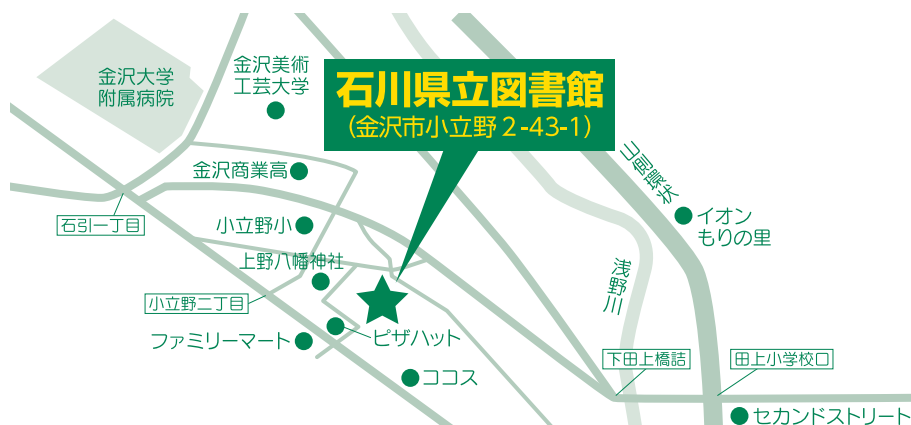 金沢大学
附属病院
金沢美術
工芸大学
石川県立図書館
(金沢市小立野2-43-1)
金沢商業高
山側環状
石引一丁目
小立野小
イオン
もりの里
上野八幡神社
浅野川
小立野二丁目
ファミリーマート
ピザハット
下田上橋詰
田上小学校口
ココス
セカンドストリート